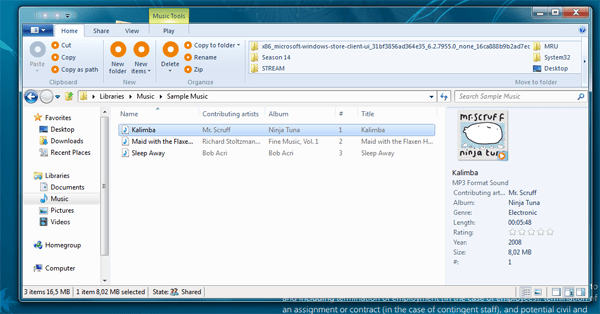 Music Tools
Home Share View Play
Paste
Cut
Copy
Copy as path
Clipboard
New folder
New items
New
Delete
Copy to folder
Rename
Zip
Organize
x86_microsoft-windows-store-client-ui_31bf3856ad364e35_6.2.7955.0_none_16ca888b9b2ad7ec
Season 14
STREAM
MRU
System32
Desktop
Move to folder
Libraries Music Sample Music
Search Sample Music
Favorites
Desktop
Downloads
Recent Places
Libraries
Documents
Music
Pictures
Videos
Homegroup
Computer
Name Contributing artists Album # Title
Kalimba Mr. Scruff Ninja Tuna 1 Kalimba
Maid with the Flaxen ... Richard Stoltzman... Fine Music, Vol. 1 2 Maid with the Flaxen H...
Sleep Away Bob Acri Bob Acri 3 Sleep Away
mr.scruff
ninja tuna
Kalimba
MP3 Format Sound
Contributing art... Mr. Scruff
Album: Ninja Tuna
Genre: Electronic
Length: 00:05:48
Rating:
Year: 2008
Size: 8,02 MB
#: 1
3 items 16,5 MB 1 item 8,02 MB selected State: Shared
to
and including termination of employment (in the case of employees), termination of
an assignment or contract (in the case of contingent staff), and potential civil and